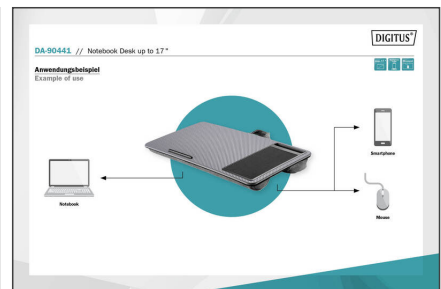 DIGITUS®
DA-90441 // Notebook Desk up to 17"
Anwendungsbeispiel
Example of use
Smartphone
Notebook
Mouse